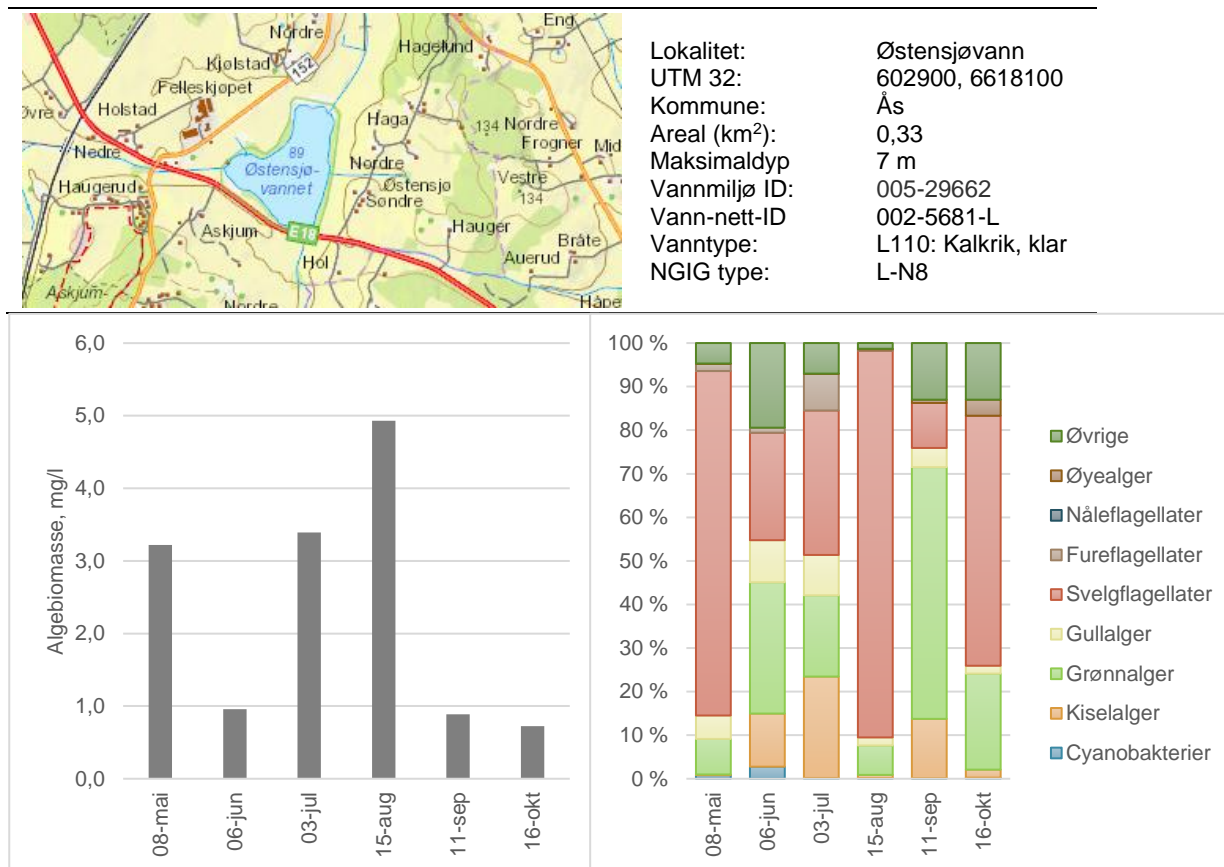 Nordre
Eng
Kjølstad
Hagelund
152
Felleskjøpet
Øvre
Holstad
Haga
134 Nordre
Frogner
Mid
Nedre
89
Østensjø-
vannet
Nordre
Østensjø
Søndre
Vestre
134
Haugerud
Askjum
E18
Hauger
Bråte
Hol
Auerud
Askjum-
Nordre
Håpe
Lokalitet: Østensjøvann
UTM 32: 602900, 6618100
Kommune: Ås
Areal (km²): 0,33
Maksimaldyp 7 m
Vannmiljø ID: 005-29662
Vann-nett-ID 002-5681-L
Vanntype: L110: Kalkrik, klar
NGIG type: L-N8
Algebiomasse, mg/l
6,0
5,0
4,0
3,0
2,0
1,0
0,0
08-mai
06-jun
03-jul
15-aug
11-sep
16-okt
100 %
90 %
80 %
70 %
60 %
50 %
40 %
30 %
20 %
10 %
0 %
08-mai
06-jun
03-jul
15-aug
11-sep
16-okt
Øvrige
Øyealger
Nåleflagellater
Fureflagellater
Svelgflagellater
Gullalger
Grønnalger
Kiselalger
Cyanobakterier